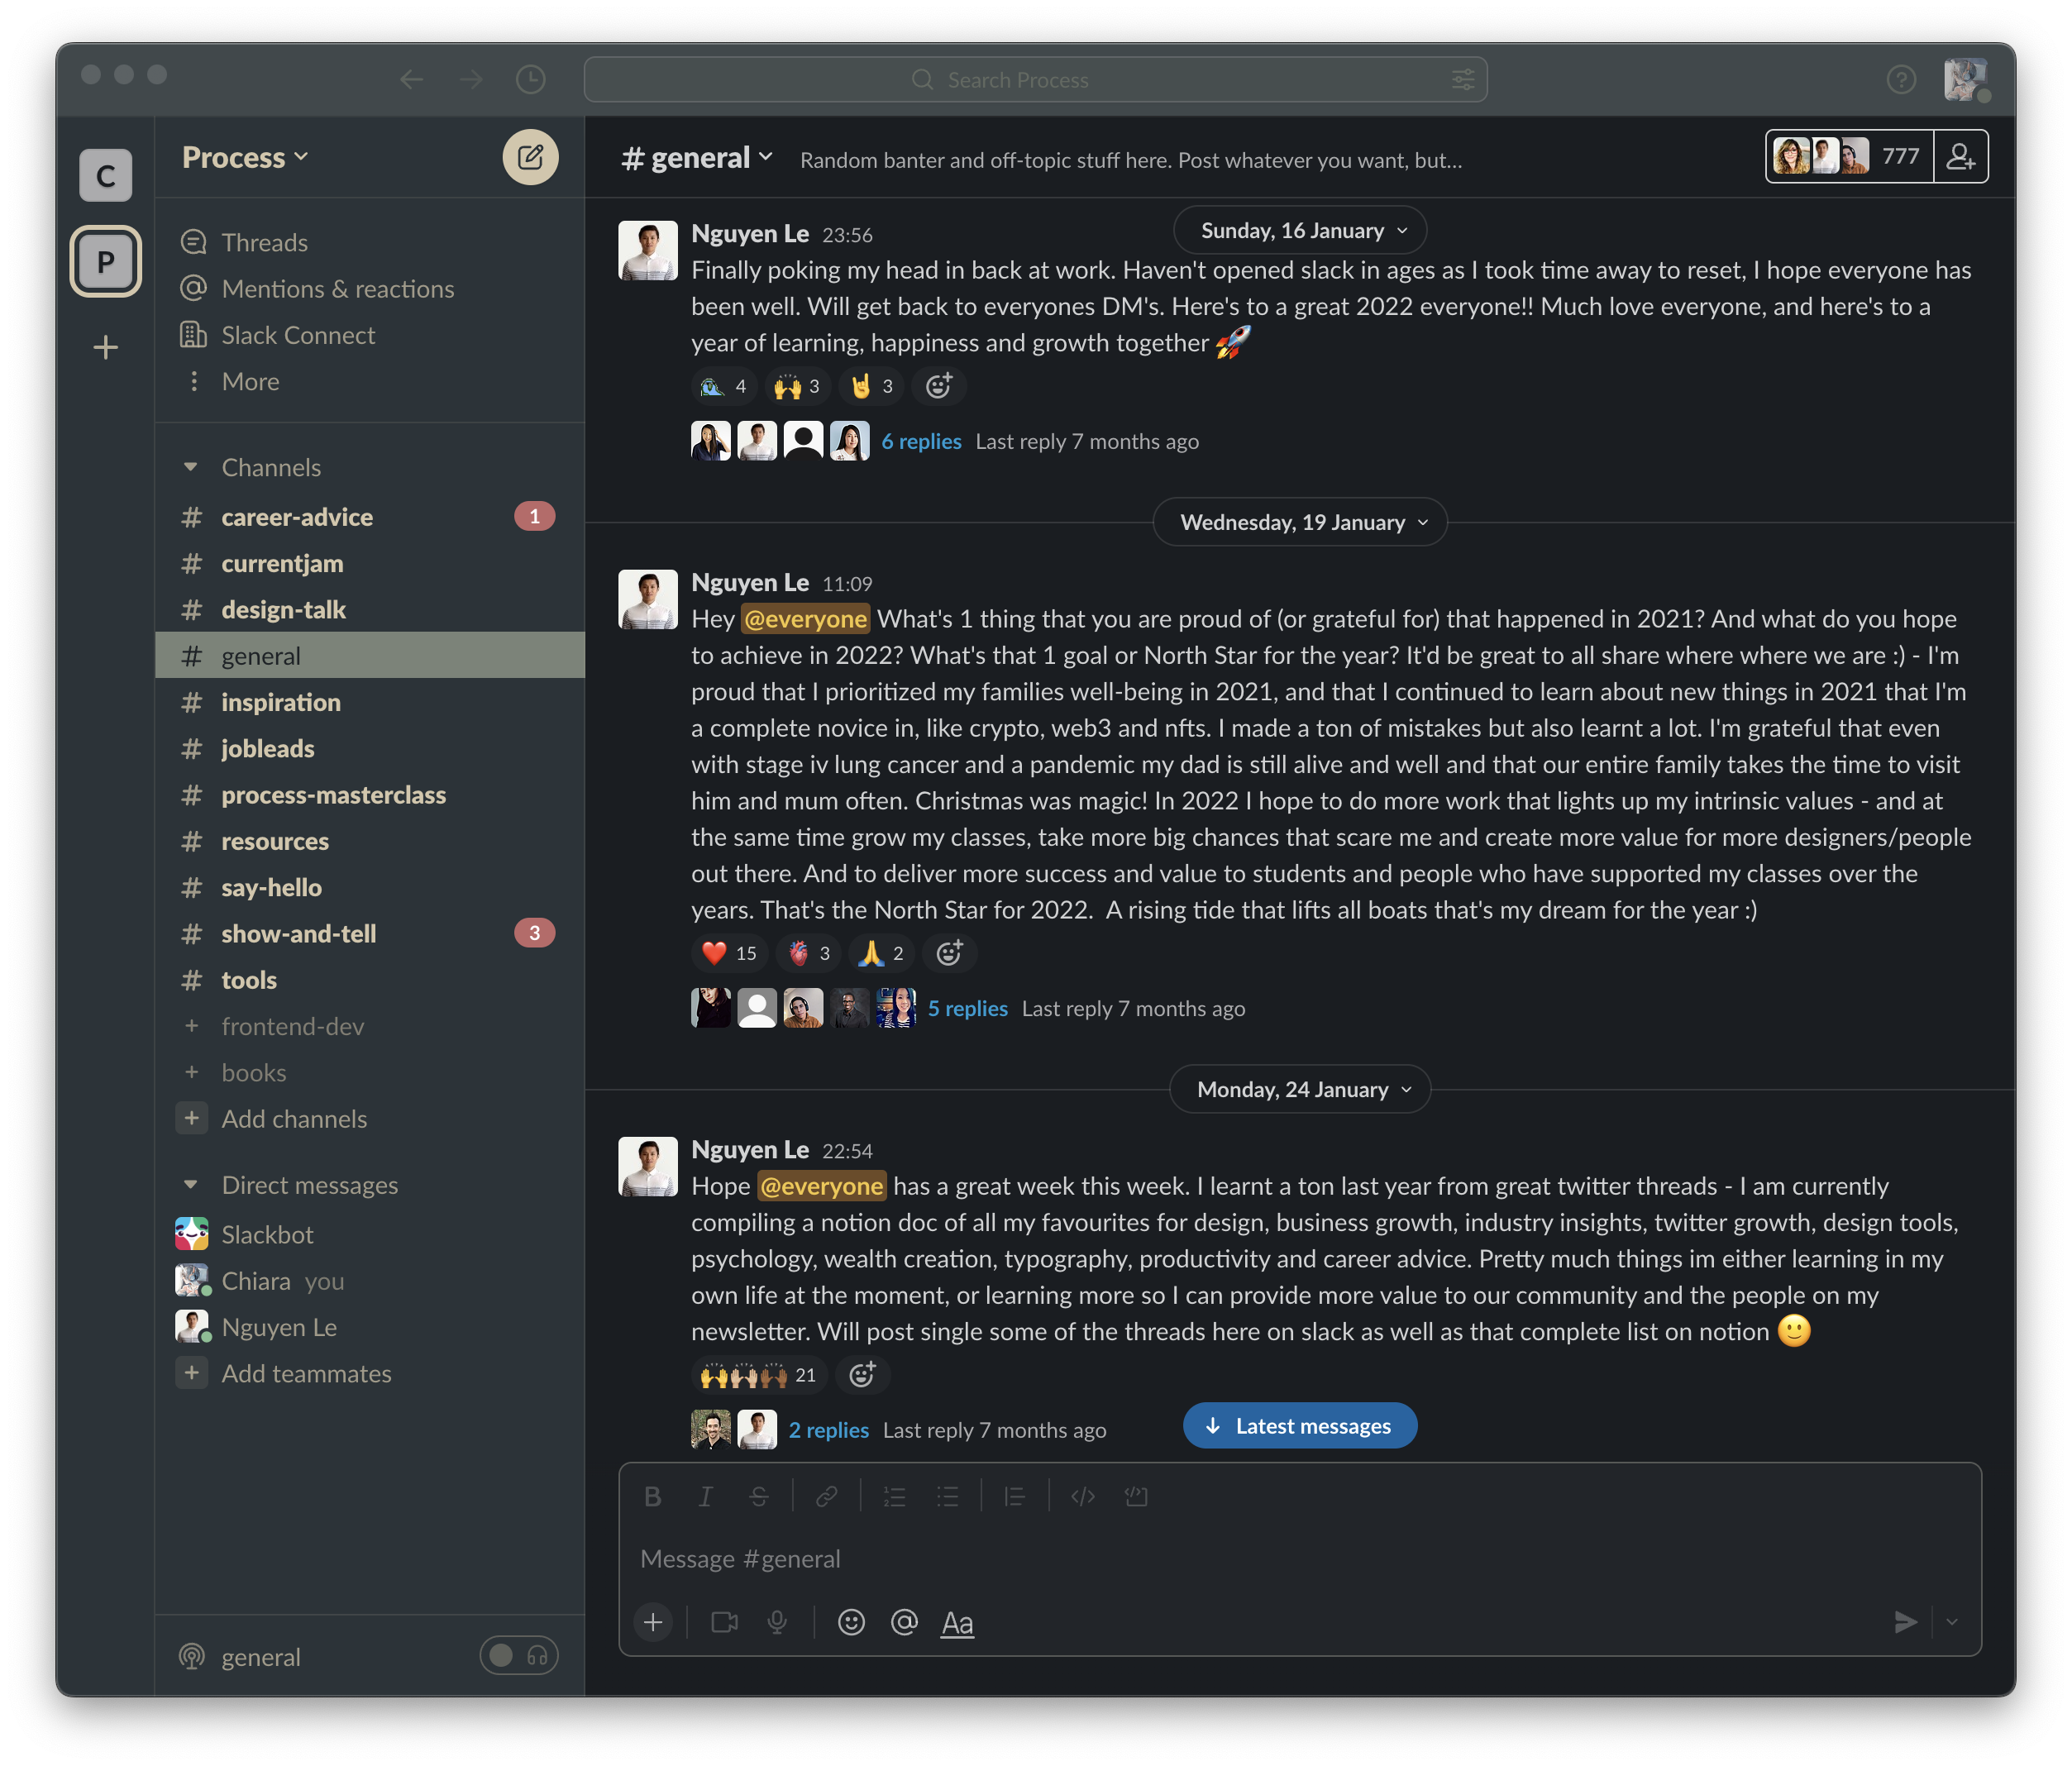 Search Process
C
P
Process
Threads
Mentions & reactions
Slack Connect
More
Channels
# career-advice 1
# currentjam
# design-talk
# general
# inspiration
# jobleads
# process-masterclass
# resources
# say-hello
# show-and-tell 3
# tools
+ frontend-dev
+ books
+ Add channels
Direct messages
Slackbot
Chiara you
Nguyen Le
+ Add teammates
general
# general
Random banter and off-topic stuff here. Post whatever you want, but...
777
Sunday, 16 January
Nguyen Le 23:56
Finally poking my head in back at work. Haven't opened slack in ages as I took time away to reset, I hope everyone has
been well. Will get back to everyones DM's. Here's to a great 2022 everyone!! Much love everyone, and here's to a
year of learning, happiness and growth together 🚀
4 3 3
6 replies Last reply 7 months ago
Wednesday, 19 January
Nguyen Le 11:09
Hey @everyone What's 1 thing that you are proud of (or grateful for) that happened in 2021? And what do you hope
to achieve in 2022? What's that 1 goal or North Star for the year? It'd be great to all share where where we are :) - I'm
proud that I prioritized my families well-being in 2021, and that I continued to learn about new things in 2021 that I'm
a complete novice in, like crypto, web3 and nfts. I made a ton of mistakes but also learnt a lot. I'm grateful that even
with stage iv lung cancer and a pandemic my dad is still alive and well and that our entire family takes the time to visit
him and mum often. Christmas was magic! In 2022 I hope to do more work that lights up my intrinsic values - and at
the same time grow my classes, take more big chances that scare me and create more value for more designers/people
out there. And to deliver more success and value to students and people who have supported my classes over the
years. That's the North Star for 2022. A rising tide that lifts all boats that's my dream for the year :)
15 3 2
5 replies Last reply 7 months ago
Monday, 24 January
Nguyen Le 22:54
Hope @everyone has a great week this week. I learnt a ton last year from great twitter threads - I am currently
compiling a notion doc of all my favourites for design, business growth, industry insights, twitter growth, design tools,
psychology, wealth creation, typography, productivity and career advice. Pretty much things im either learning in my
own life at the moment, or learning more so I can provide more value to our community and the people on my
newsletter. Will post single some of the threads here on slack as well as that complete list on notion 🙂
21
2 replies Last reply 7 months ago
Latest messages
B I S
Message #general
Aa